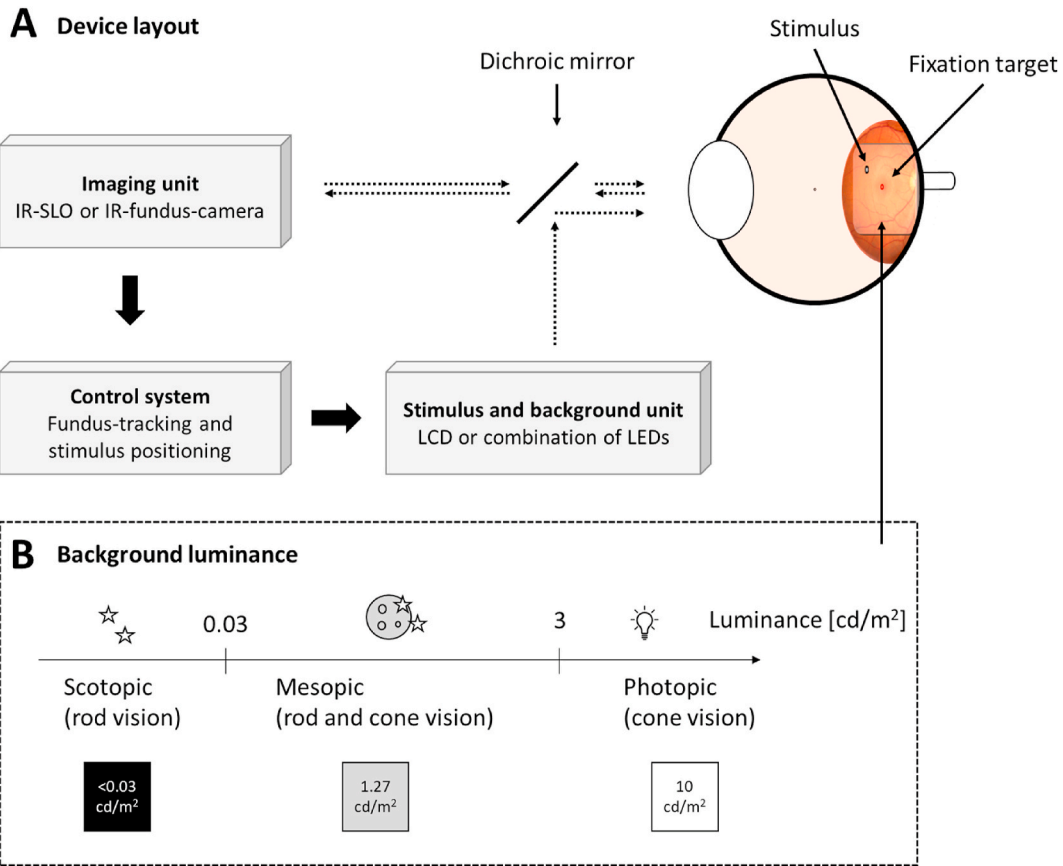 A Device layout
Stimulus
Dichroic mirror
Fixation target
Imaging unit
IR-SLO or IR-fundus-camera
Control system
Fundus-tracking and
stimulus positioning
Stimulus and background unit
LCD or combination of LEDs
B Background luminance
0.03
3
Luminance [cd/m²]
Scotopic
(rod vision)
Mesopic
(rod and cone vision)
Photopic
(cone vision)
<0.03
cd/m²
1.27
cd/m²
10
cd/m²